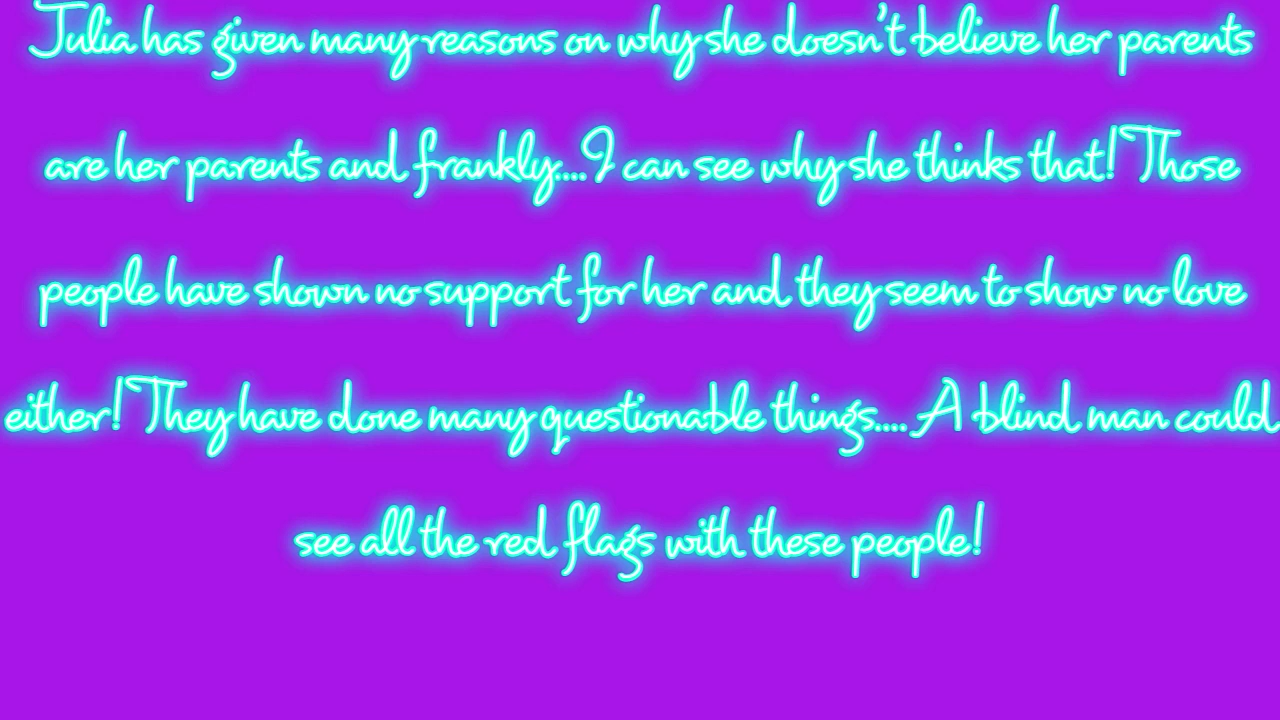 Julia has given many reasons on why she doesn't believe her parents
are her parents and frankly....I can see why she thinks that! Those
people have shown no support for her and they seem to show no love
either! They have done many questionable things.... A blind man could
see all the red flags with these people!